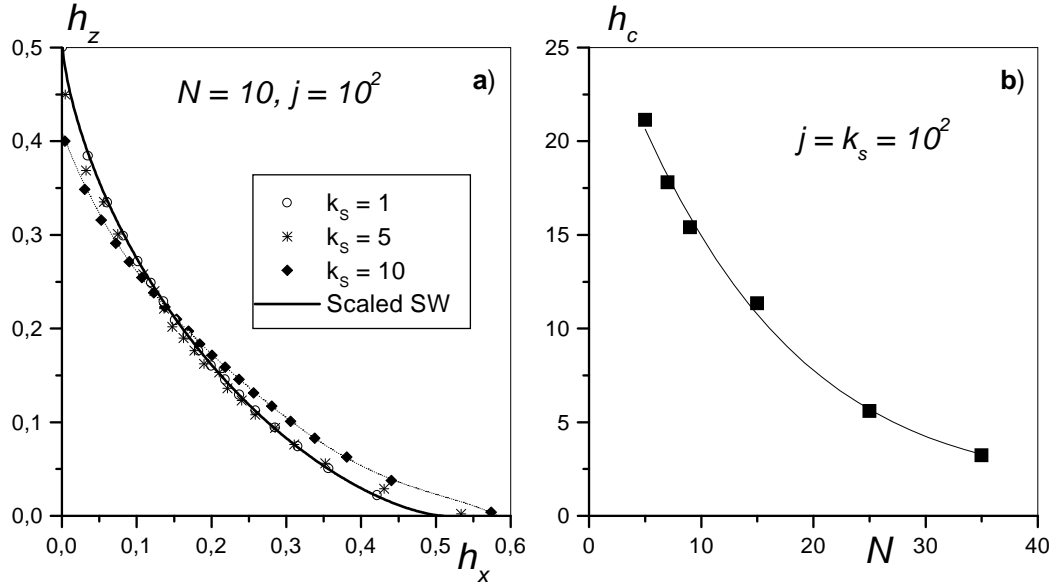 h_z
0,5
0,4
0,3
0,2
0,1
0,0
0,0 0,1 0,2 0,3 0,4 0,5 0,6
h_x
a)
N = 10, j = 10^2
k_S = 1
k_S = 5
k_S = 10
Scaled SW
h_c
25
20
15
10
5
0
0 10 20 30 40
N
b)
j = k_s = 10^2